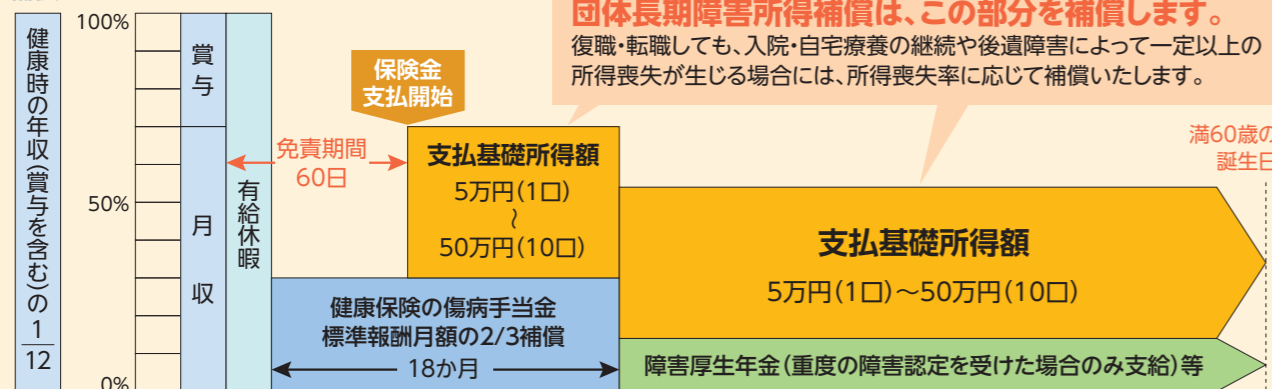 団体長期障害所得補償は、この部分を補償します。
復職・転職しても、入院・自宅療養の継続や後遺障害によって一定以上の
所得喪失が生じる場合には、所得喪失率に応じて補償いたします。
健康時の年収(賞与を含む)の1/12
100%
50%
0%
賞与
月収
有給休暇
免責期間
60日
保険金
支払開始
支払基礎所得額
5万円(1口)
〜
50万円(10口)
健康保険の傷病手当金
標準報酬月額の2/3補償
18か月
満60歳の
誕生日
支払基礎所得額
5万円(1口)〜50万円(10口)
障害厚生年金(重度の障害認定を受けた場合のみ支給)等